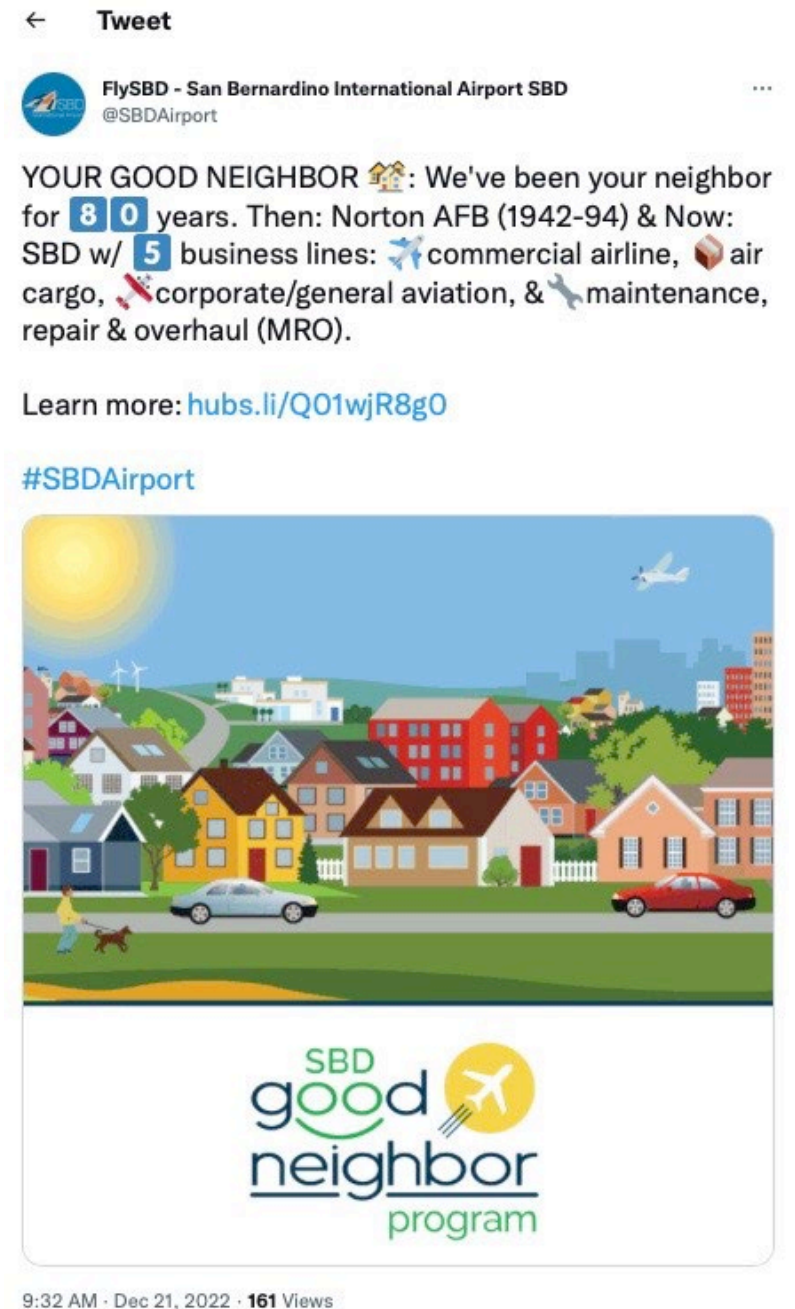 ← Tweet
FlySBD - San Bernardino International Airport SBD
...
@SBDAirport
YOUR GOOD NEIGHBOR 🏘️: We've been your neighbor
for 8️⃣0️⃣ years. Then: Norton AFB (1942-94) & Now:
SBD w/ 5️⃣ business lines: ✈️commercial airline, 📦air
cargo, 🛩️corporate/general aviation, &🔧maintenance,
repair & overhaul (MRO).
Learn more: hubs.li/Q01wjR8g0
#SBDAirport
SBD
good
neighbor
program
9:32 AM · Dec 21, 2022 · 161 Views